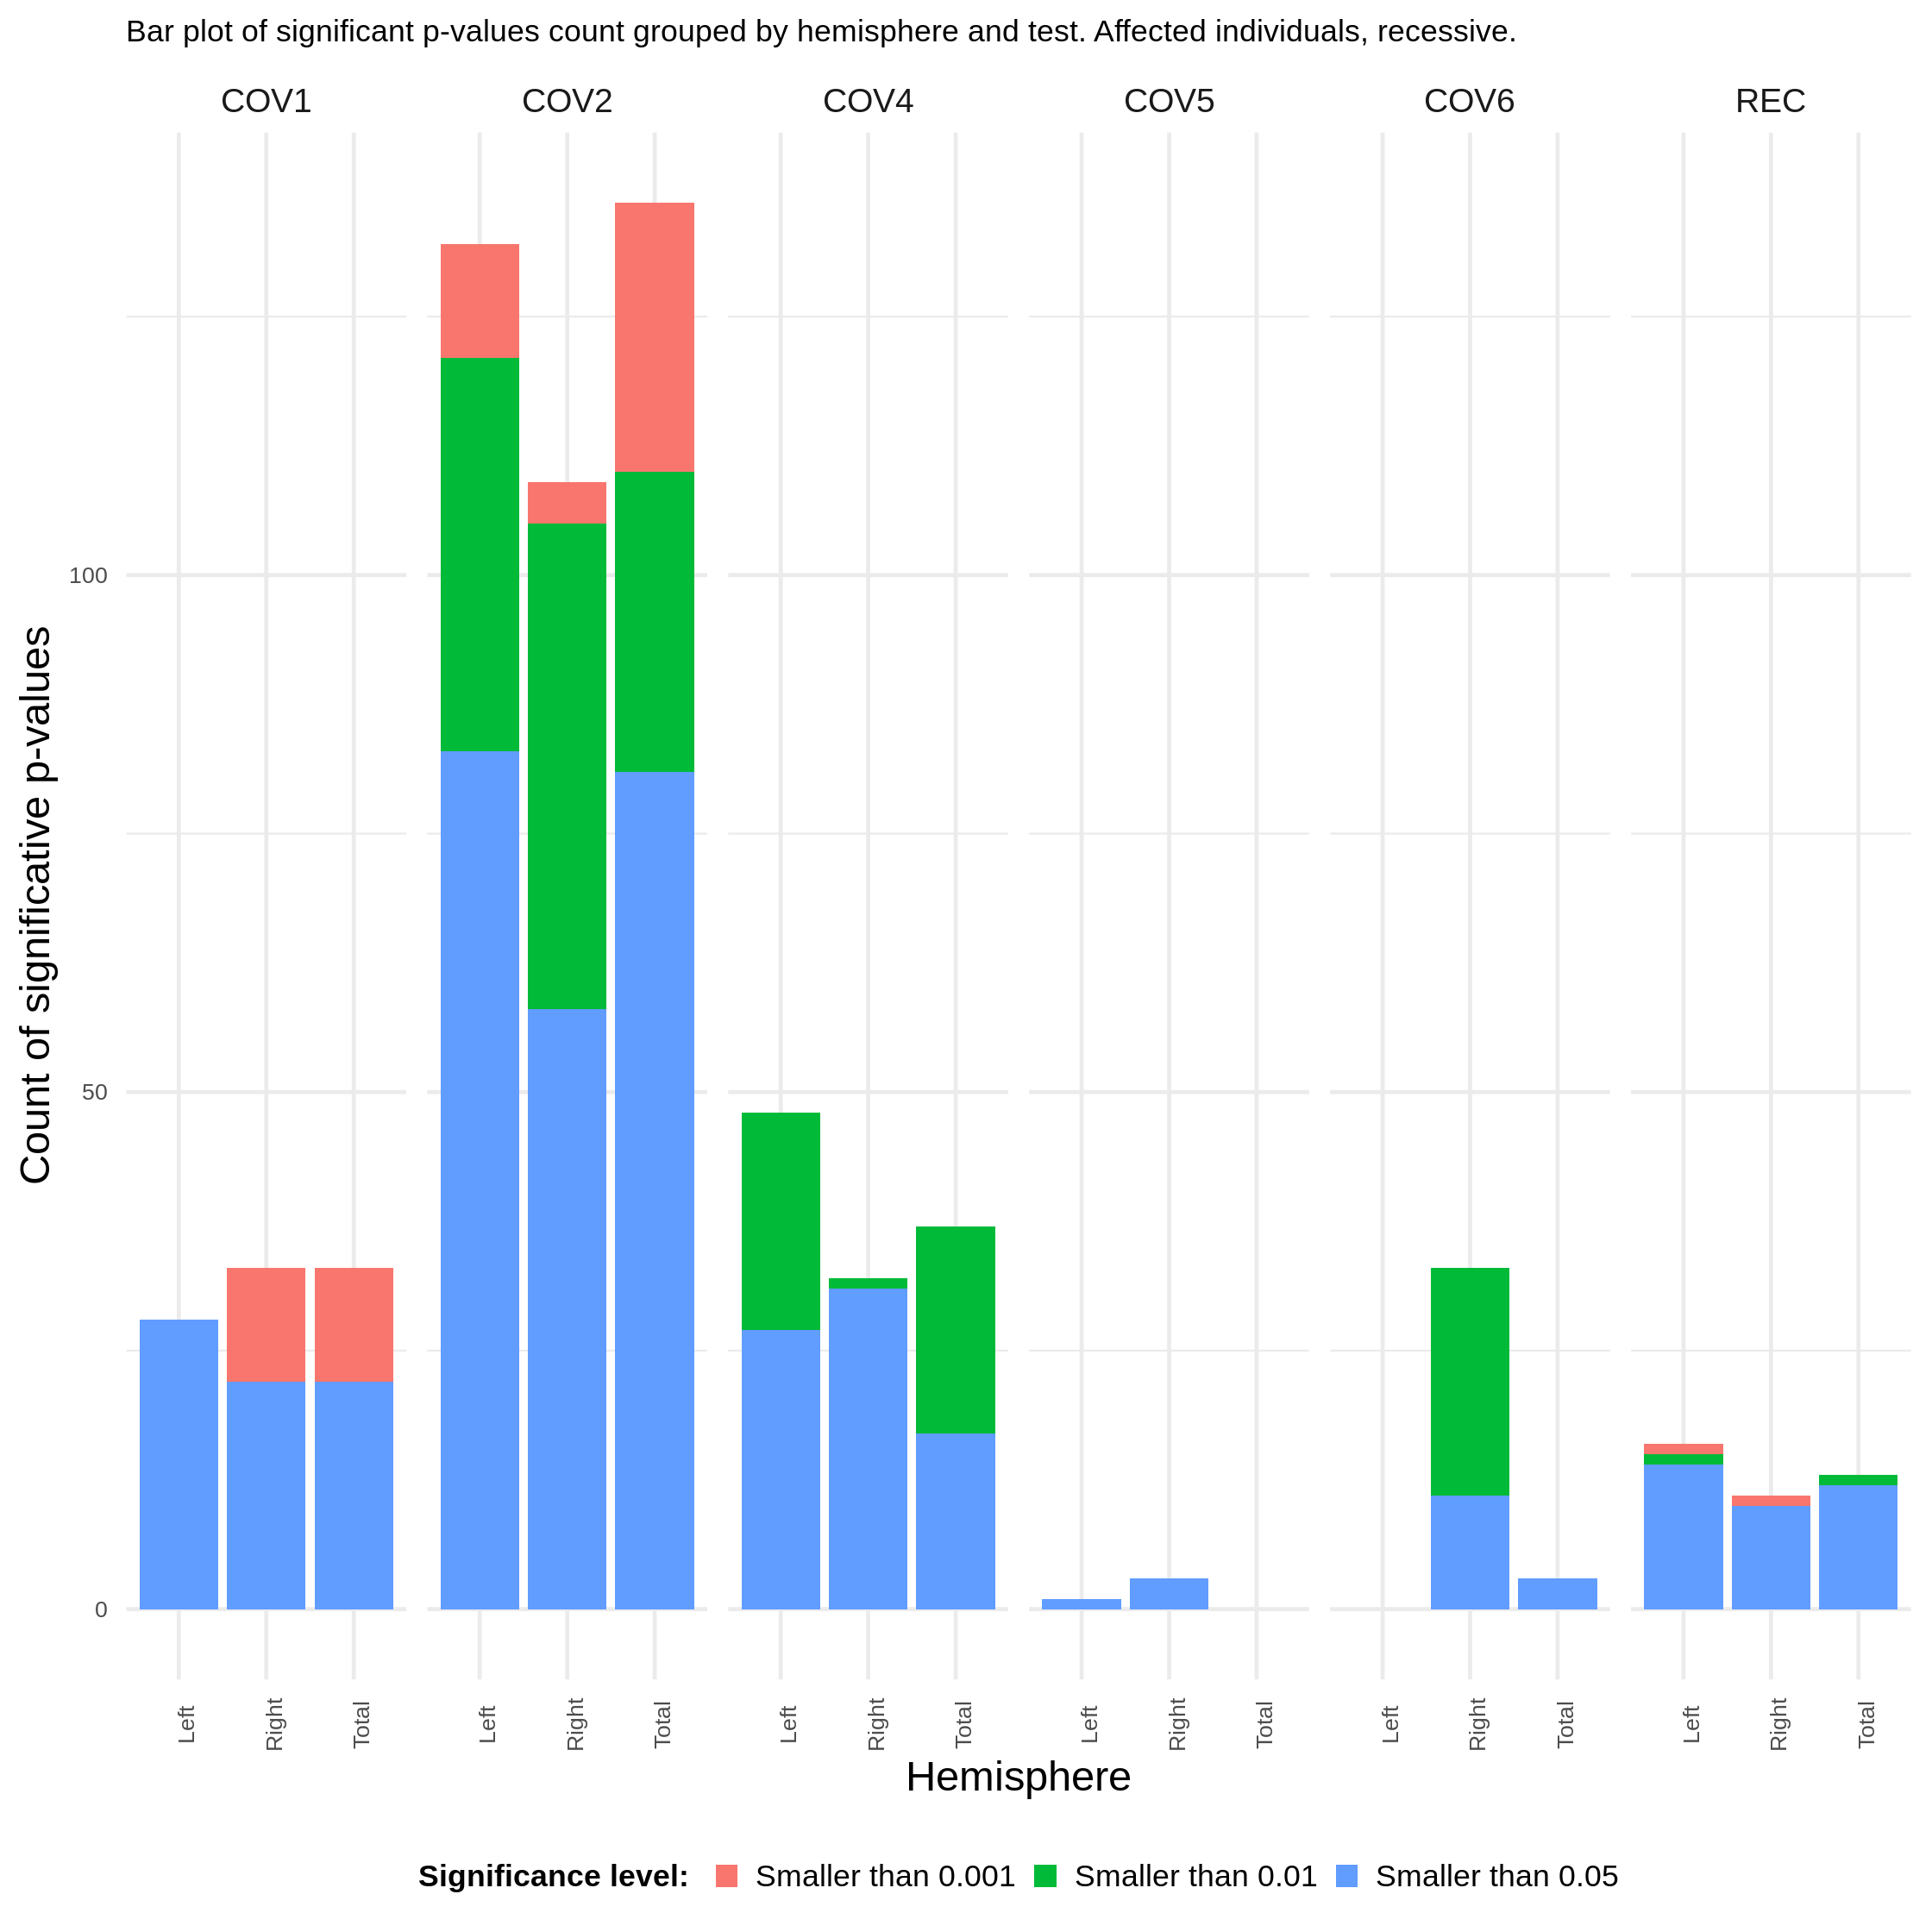 Bar plot of significant p-values count grouped by hemisphere and test. Affected individuals, recessive.
COV1 COV2 COV4 COV5 COV6 REC
Count of significative p-values
100
50
0
Left Right Total Left Right Total Left Right Total Left Right Total Left Right Total Left Right Total
Hemisphere
Significance level: Smaller than 0.001 Smaller than 0.01 Smaller than 0.05